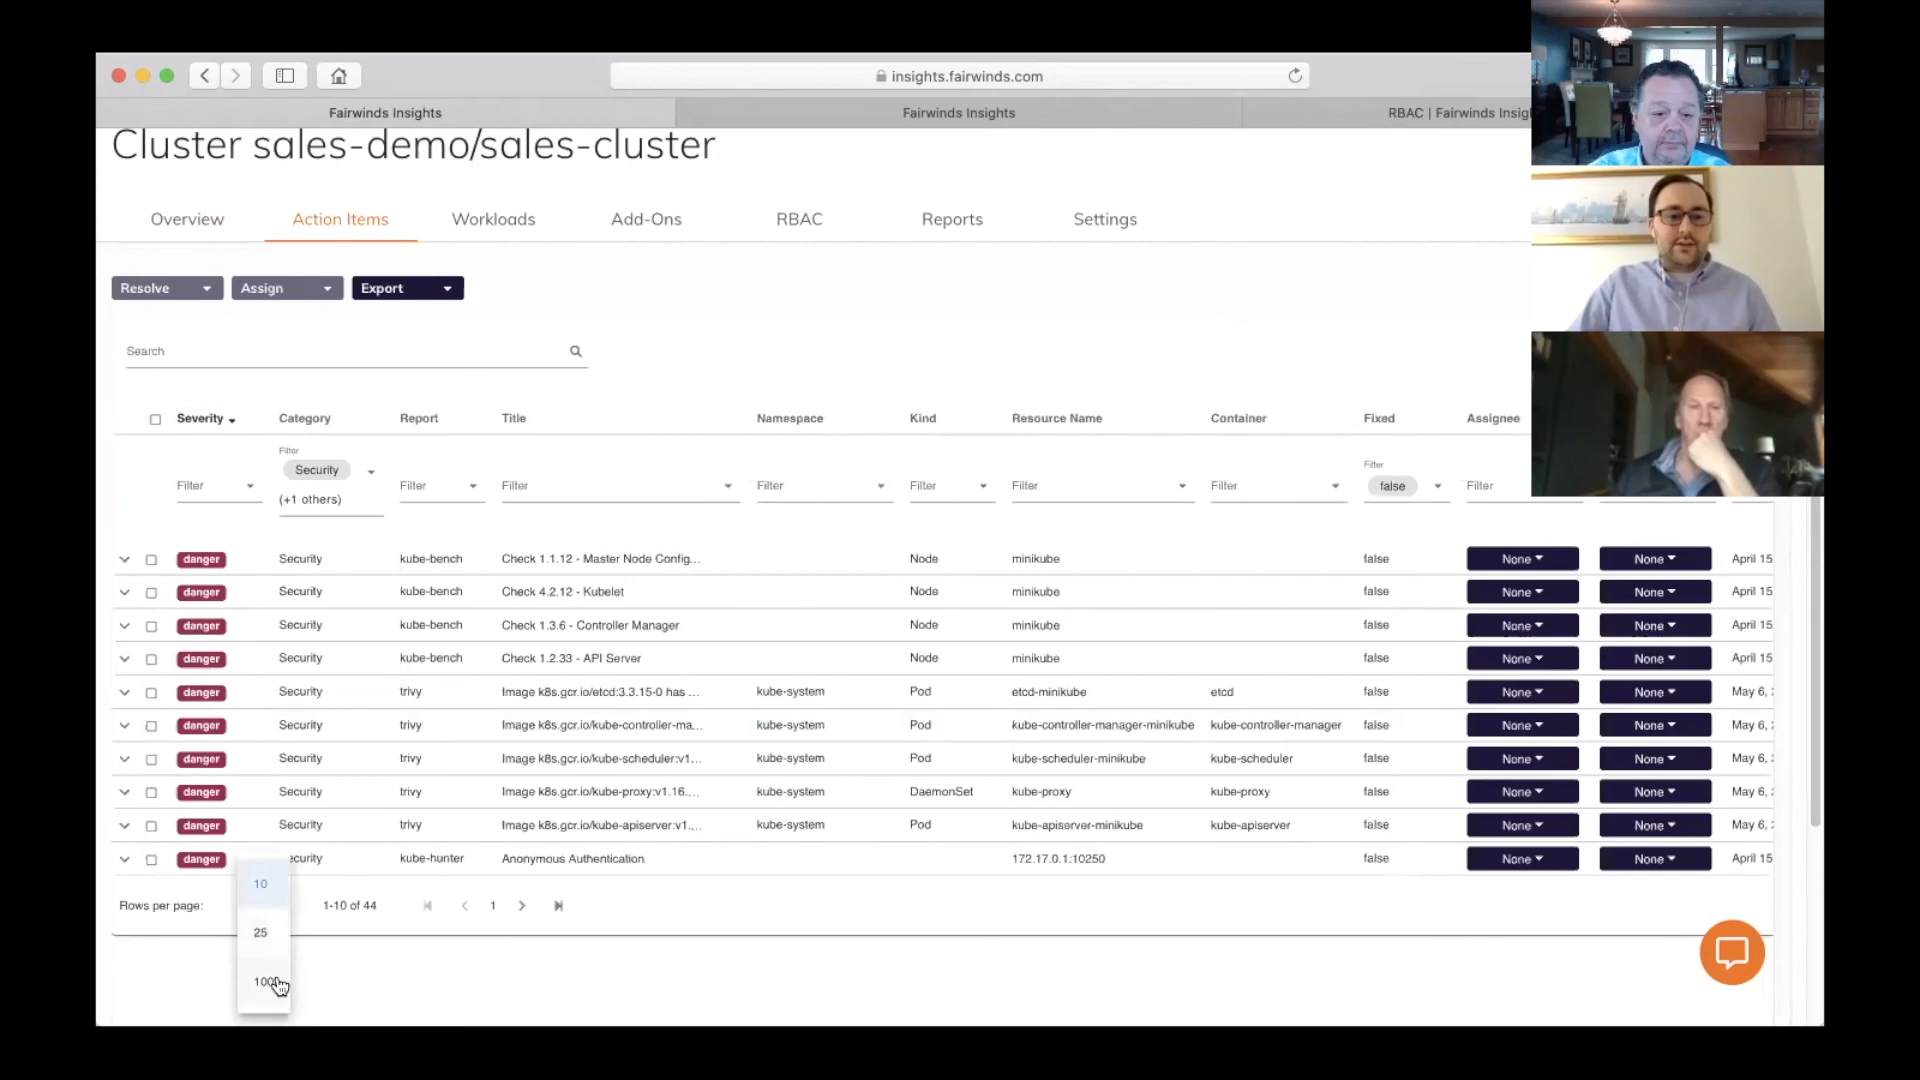 insights.fairwinds.com
Fairwinds Insights
Fairwinds Insights
RBAC | Fairwinds Insig
Cluster sales-demo/sales-cluster
Overview Action Items Workloads Add-Ons RBAC Reports Settings
Resolve Assign Export
Search
Severity Category Report Title Namespace Kind Resource Name Container Fixed Assignee
Filter Security (+1 others)
Filter Filter Filter Filter Filter Filter Filter Filter false Filter
danger Security kube-bench Check 1.1.12 - Master Node Config... Node minikube false None None April 15
danger Security kube-bench Check 4.2.12 - Kubelet Node minikube false None None April 15
danger Security kube-bench Check 1.3.6 - Controller Manager Node minikube false None None April 15
danger Security kube-bench Check 1.2.33 - API Server Node minikube false None None April 15
danger Security trivy Image k8s.gcr.io/etcd:3.3.15-0 has ... kube-system Pod etcd-minikube etcd false None None May 6,
danger Security trivy Image k8s.gcr.io/kube-controller-ma... kube-system Pod kube-controller-manager-minikube kube-controller-manager false None None May 6,
danger Security trivy Image k8s.gcr.io/kube-scheduler:v1... kube-system Pod kube-scheduler-minikube kube-scheduler false None None May 6,
danger Security trivy Image k8s.gcr.io/kube-proxy:v1.16.... kube-system DaemonSet kube-proxy kube-proxy false None None May 6,
danger Security trivy Image k8s.gcr.io/kube-apiserver:v1.... kube-system Pod kube-apiserver-minikube kube-apiserver false None None May 6,
danger ecurity kube-hunter Anonymous Authentication 172.17.0.1:10250 false None None April 15
Rows per page: 1-10 of 44 1
10
25
100